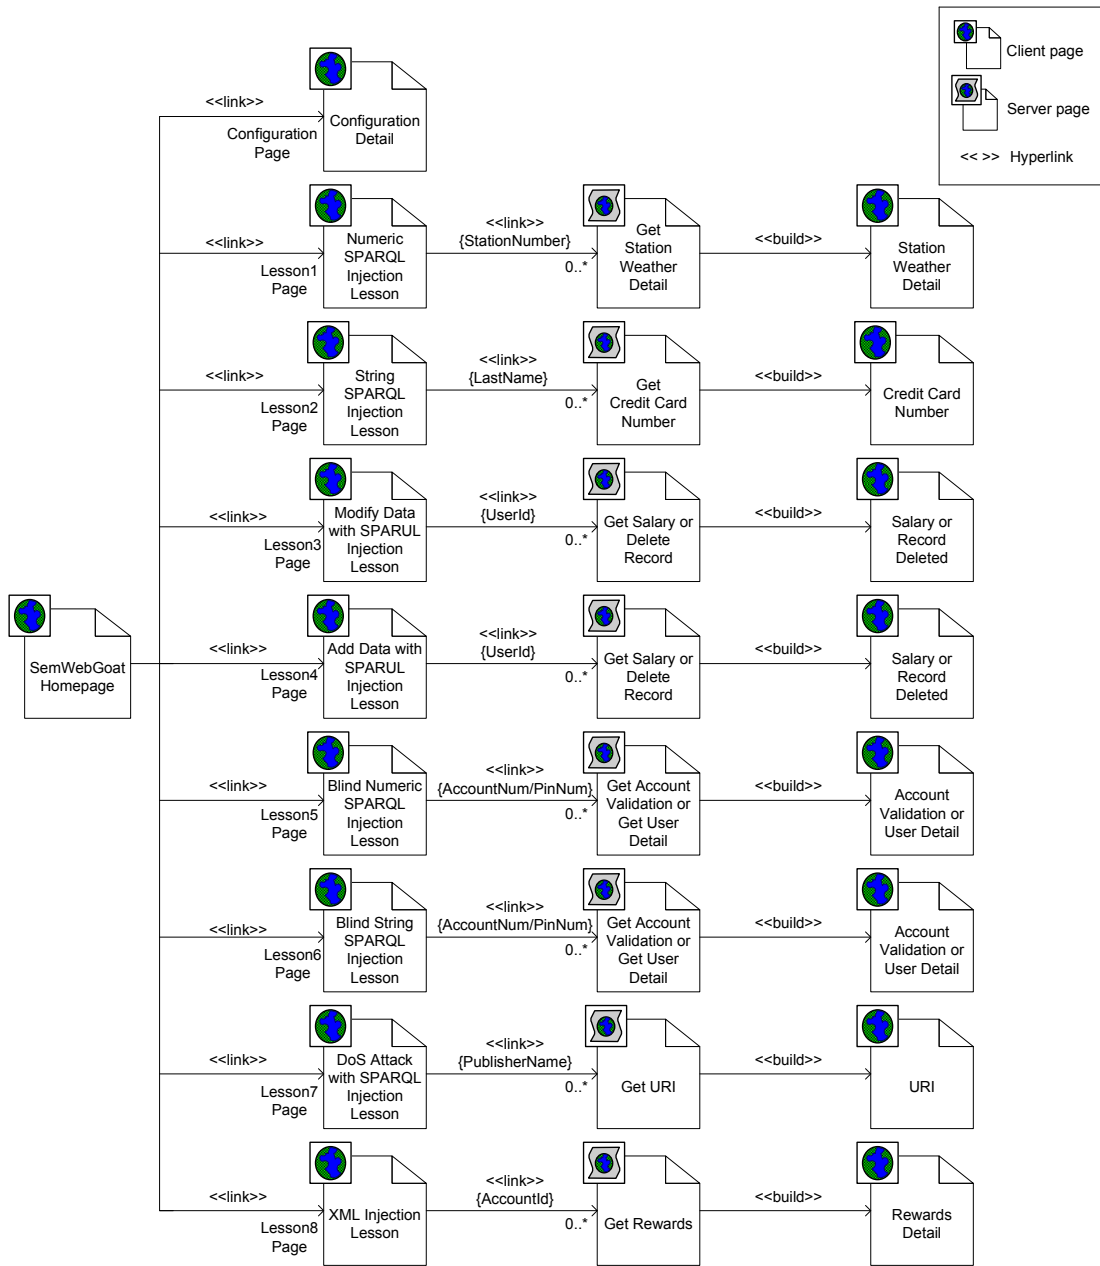 Client page
Server page
<< >> Hyperlink
<<link>>
Configuration
Page
Configuration
Detail
<<link>>
Lesson1
Page
Numeric
SPARQL
Injection
Lesson
<<link>>
{StationNumber}
0..*
Get
Station
Weather
Detail
<<build>>
Station
Weather
Detail
<<link>>
Lesson2
Page
String
SPARQL
Injection
Lesson
<<link>>
{LastName}
0..*
Get
Credit Card
Number
<<build>>
Credit Card
Number
<<link>>
Lesson3
Page
Modify Data
with SPARUL
Injection
Lesson
<<link>>
{UserId}
0..*
Get Salary or
Delete
Record
<<build>>
Salary or
Record
Deleted
SemWebGoat
Homepage
<<link>>
Lesson4
Page
Add Data with
SPARUL
Injection
Lesson
<<link>>
{UserId}
0..*
Get Salary or
Delete
Record
<<build>>
Salary or
Record
Deleted
<<link>>
Lesson5
Page
Blind Numeric
SPARQL
Injection
Lesson
<<link>>
{AccountNum/PinNum}
0..*
Get Account
Validation or
Get User
Detail
<<build>>
Account
Validation or
User Detail
<<link>>
Lesson6
Page
Blind String
SPARQL
Injection
Lesson
<<link>>
{AccountNum/PinNum}
0..*
Get Account
Validation or
Get User
Detail
<<build>>
Account
Validation or
User Detail
<<link>>
Lesson7
Page
DoS Attack
with SPARQL
Injection
Lesson
<<link>>
{PublisherName}
0..*
Get URI
<<build>>
URI
<<link>>
Lesson8
Page
XML Injection
Lesson
<<link>>
{AccountId}
0..*
Get Rewards
<<build>>
Rewards
Detail